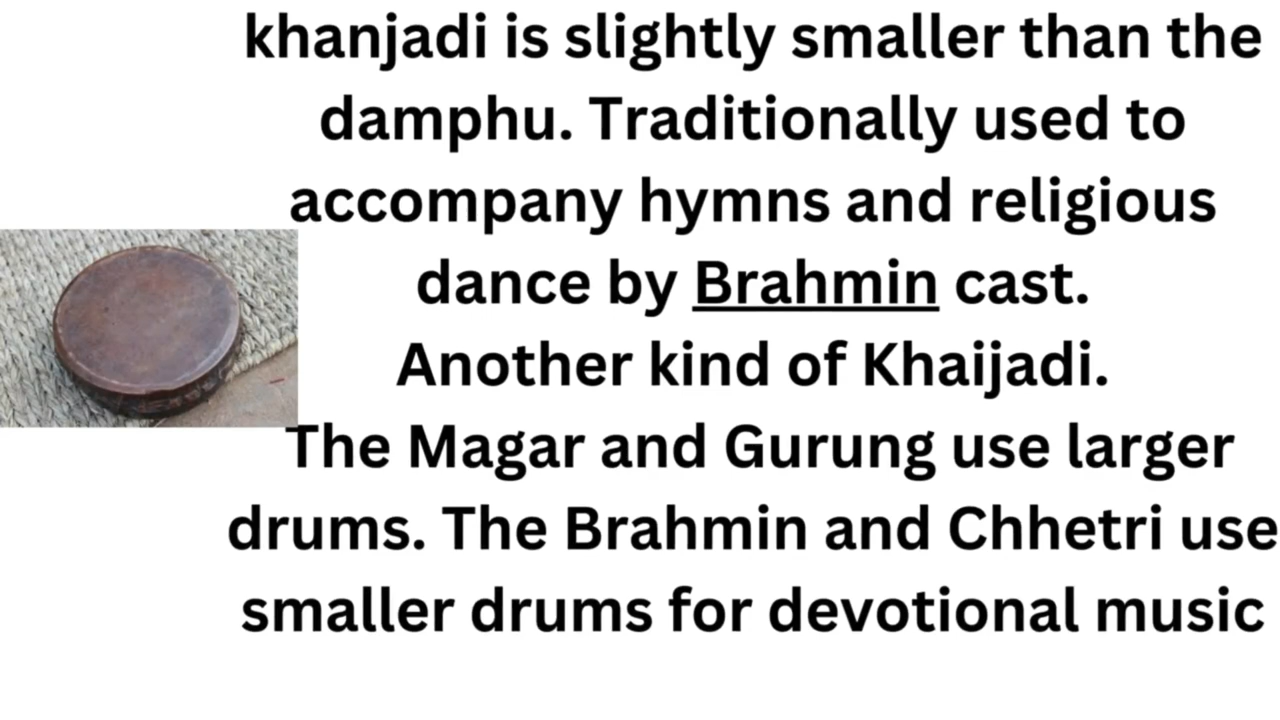 khanjadi is slightly smaller than the
damphu. Traditionally used to
accompany hymns and religious
dance by Brahmin cast.
Another kind of Khaijadi.
The Magar and Gurung use larger
drums. The Brahmin and Chhetri use
smaller drums for devotional music